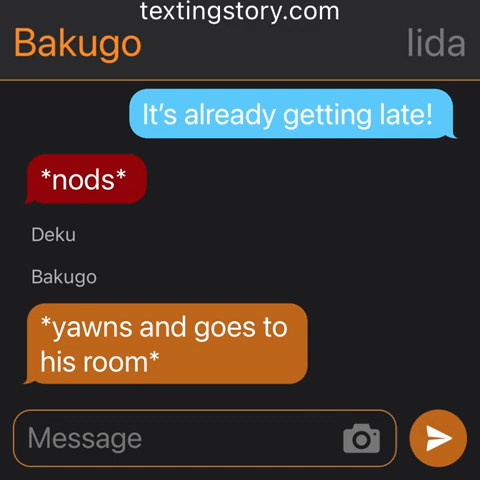 textingstory.com
Bakugo
Iida
It's already getting late!
*nods*
Deku
Bakugo
*yawns and goes to
his room*
Message